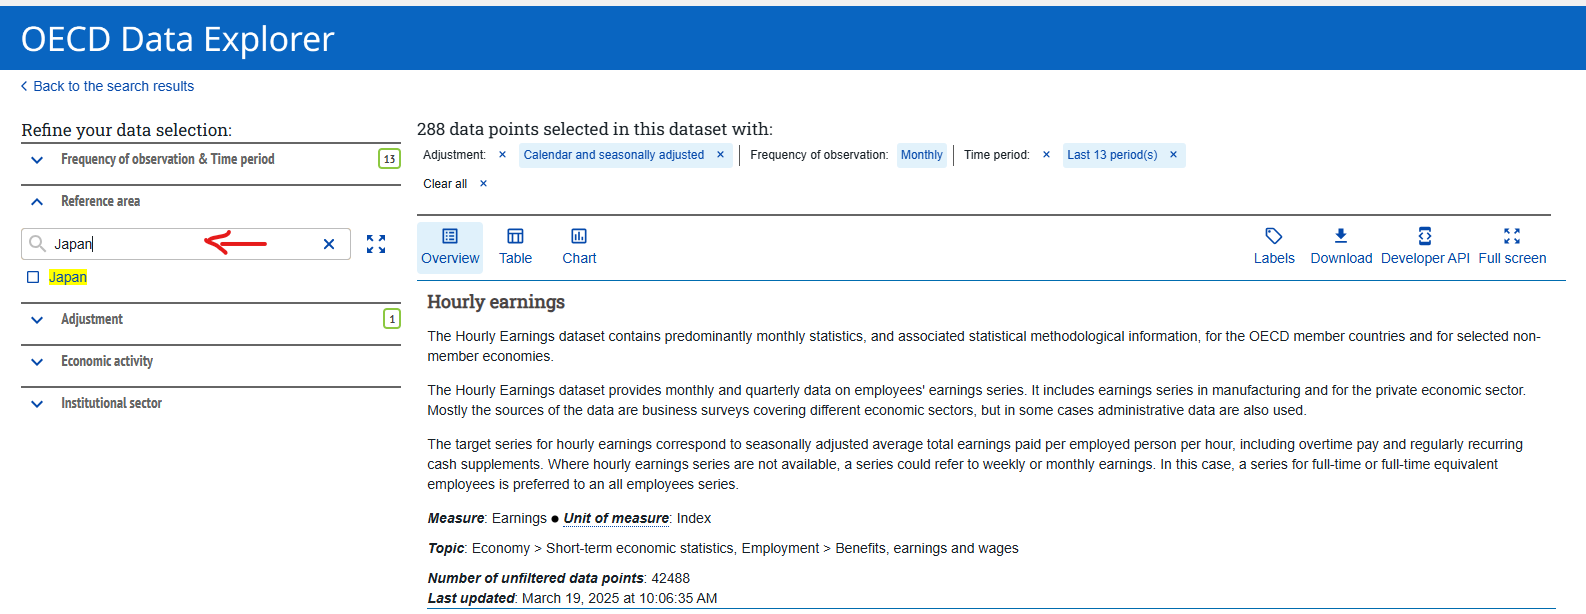 OECD Data Explorer
Back to the search results
Refine your data selection:
Frequency of observation & Time period 13
Reference area
Japan
Japan
Adjustment 1
Economic activity
Institutional sector
288 data points selected in this dataset with:
Adjustment: × Calendar and seasonally adjusted × Frequency of observation: Monthly Time period: × Last 13 period(s) ×
Clear all ×
Overview Table Chart Labels Download Developer API Full screen
Hourly earnings
The Hourly Earnings dataset contains predominantly monthly statistics, and associated statistical methodological information, for the OECD member countries and for selected non-
member economies.
The Hourly Earnings dataset provides monthly and quarterly data on employees' earnings series. It includes earnings series in manufacturing and for the private economic sector.
Mostly the sources of the data are business surveys covering different economic sectors, but in some cases administrative data are also used.
The target series for hourly earnings correspond to seasonally adjusted average total earnings paid per employed person per hour, including overtime pay and regularly recurring
cash supplements. Where hourly earnings series are not available, a series could refer to weekly or monthly earnings. In this case, a series for full-time or full-time equivalent
employees is preferred to an all employees series.
Measure: Earnings ● Unit of measure: Index
Topic: Economy > Short-term economic statistics, Employment > Benefits, earnings and wages
Number of unfiltered data points: 42488
Last updated: March 19, 2025 at 10:06:35 AM